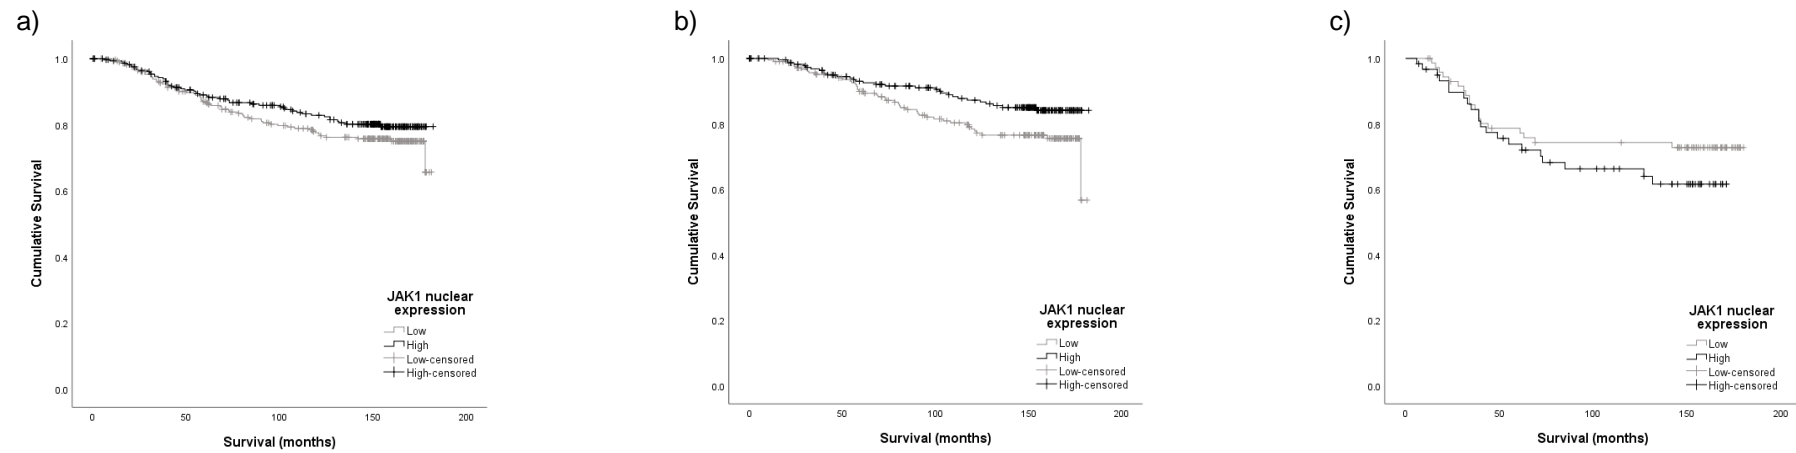 a)
Cumulative Survival
1.0
0.8
0.6
0.4
0.2
0.0
0 50 100 150 200
Survival (months)
JAK1 nuclear
expression
Low
High
Low-censored
High-censored
b)
Cumulative Survival
1.0
0.8
0.6
0.4
0.2
0.0
0 50 100 150 200
Survival (months)
JAK1 nuclear
expression
Low
High
Low-censored
High-censored
c)
Cumulative Survival
1.0
0.8
0.6
0.4
0.2
0.0
0 50 100 150 200
Survival (months)
JAK1 nuclear
expression
Low
High
Low-censored
High-censored